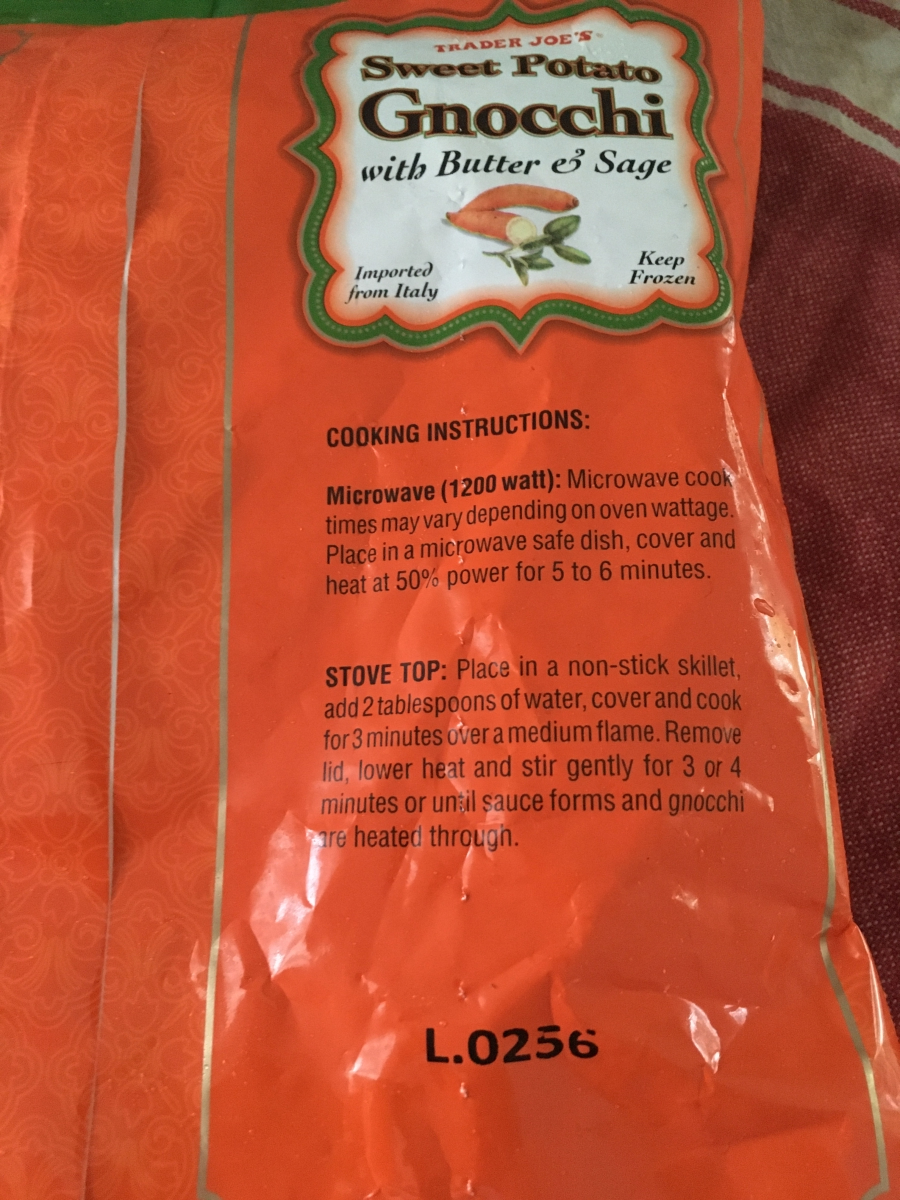 TRADER JOE'S
Sweet Potato
Gnocchi
with Butter & Sage
Imported
from Italy
Keep
Frozen
COOKING INSTRUCTIONS:
Microwave (1200 watt): Microwave cook
times may vary depending on oven wattage.
Place in a microwave safe dish, cover and
heat at 50% power for 5 to 6 minutes.
STOVE TOP: Place in a non-stick skillet,
add 2 tablespoons of water, cover and cook
for 3 minutes over a medium flame. Remove
lid, lower heat and stir gently for 3 or 4
minutes or until sauce forms and gnocchi
are heated through.
L.0256